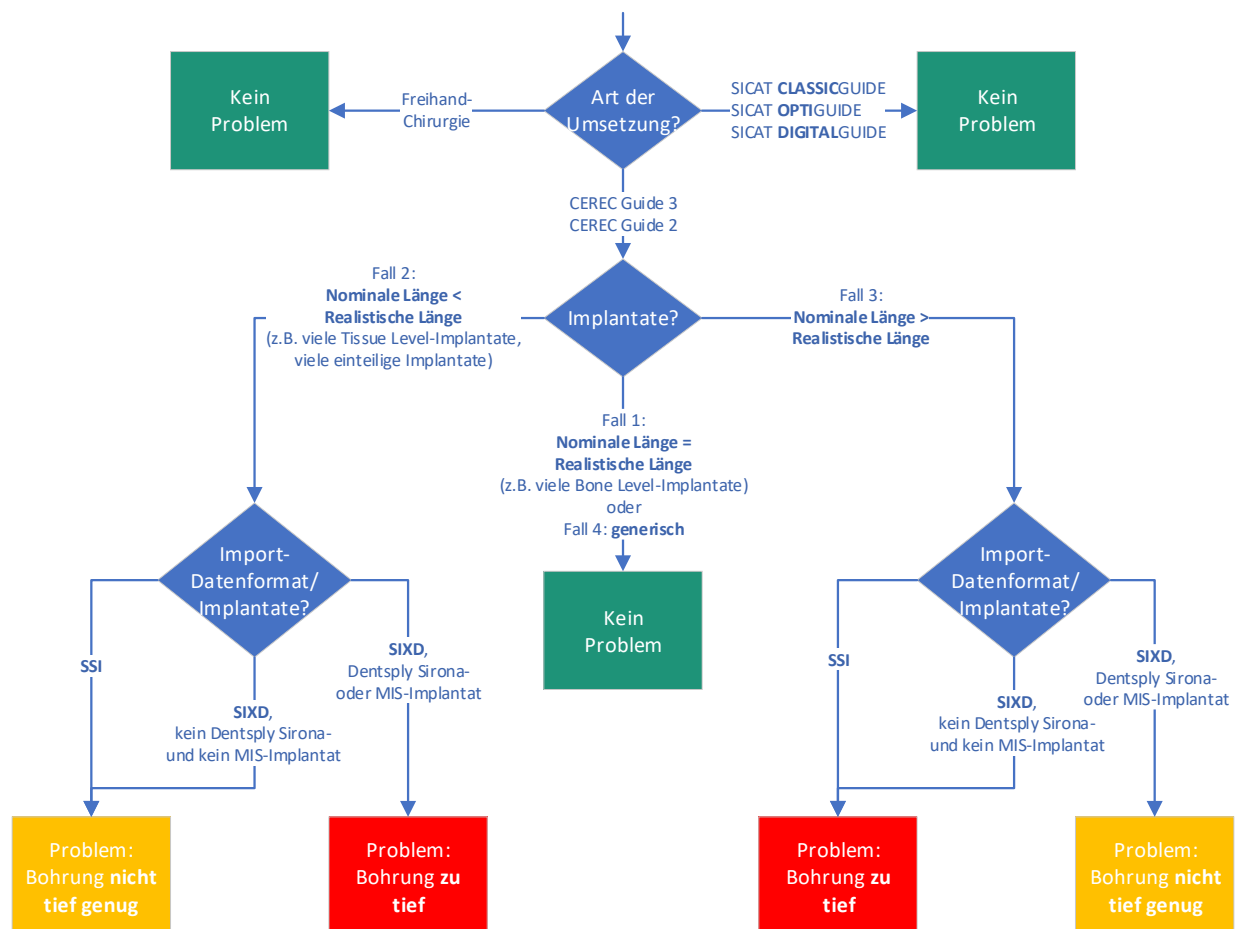 Kein
Problem
Freihand-
Chirurgie
Art der
Umsetzung?
SICAT CLASSICGUIDE
SICAT OPTIGUIDE
SICAT DIGITALGUIDE
Kein
Problem
CEREC Guide 3
CEREC Guide 2
Fall 2:
Nominale Länge <
Realistische Länge
(z.B. viele Tissue Level-Implantate,
viele einteilige Implantate)
Implantate?
Fall 3:
Nominale Länge >
Realistische Länge
Fall 1:
Nominale Länge =
Realistische Länge
(z.B. viele Bone Level-Implantate)
oder
Fall 4: generisch
Import-
Datenformat/
Implantate?
Kein
Problem
Import-
Datenformat/
Implantate?
SSI
SIXD,
kein Dentsply Sirona-
und kein MIS-Implantat
SIXD,
Dentsply Sirona-
oder MIS-Implantat
SSI
SIXD,
kein Dentsply Sirona-
und kein MIS-Implantat
SIXD,
Dentsply Sirona-
oder MIS-Implantat
Problem:
Bohrung nicht
tief genug
Problem:
Bohrung zu
tief
Problem:
Bohrung zu
tief
Problem:
Bohrung nicht
tief genug